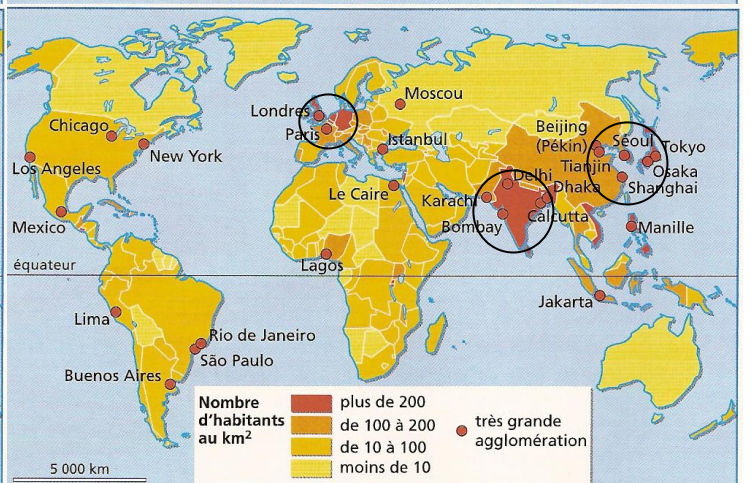 Moscou
Londres
Paris
Istanbul
Chicago
New York
Los Angeles
Mexico
Le Caire
Karachi
Delhi
Dhaka
Bombay
Calcutta
Beijing
(Pékin)
Tianjin
Séoul
Tokyo
Osaka
Shanghai
Manille
équateur
Lagos
Jakarta
Lima
Rio de Janeiro
São Paulo
Buenos Aires
Nombre
d'habitants
au km²
plus de 200
de 100 à 200
de 10 à 100
moins de 10
très grande
agglomération
5 000 km